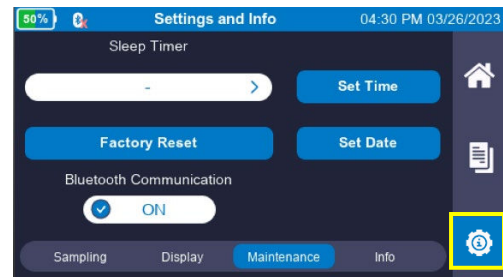 50% Settings and Info 04:30 PM 03/26/2023
Sleep Timer
- > Set Time
Factory Reset Set Date
Bluetooth Communication
ON
Sampling Display Maintenance Info